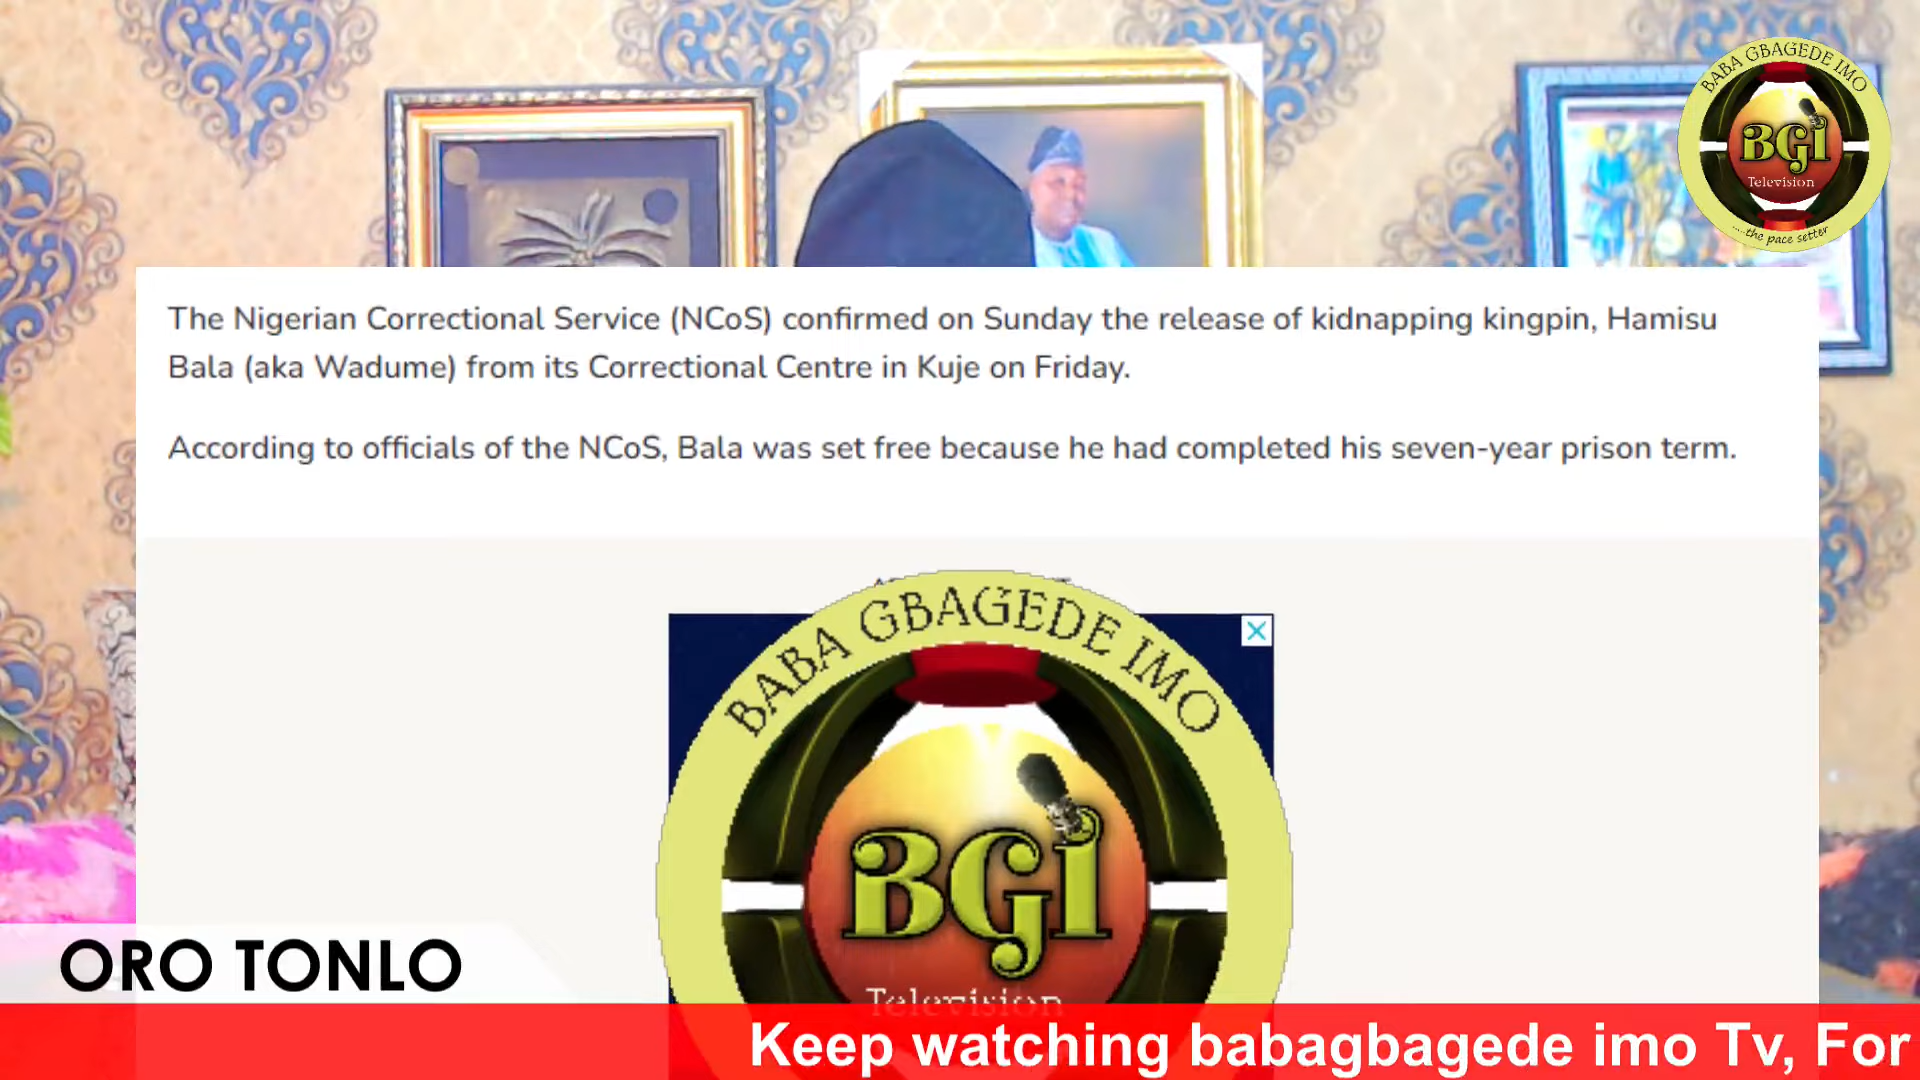 BABA GBAGEDE IMO
BGI
Television
....the pace setter
The Nigerian Correctional Service (NCoS) confirmed on Sunday the release of kidnapping kingpin, Hamisu
Bala (aka Wadume) from its Correctional Centre in Kuje on Friday.
According to officials of the NCoS, Bala was set free because he had completed his seven-year prison term.
BABA GBAGEDE IMO
BGI
Television
ORO TONLO
Keep watching babagbagede imo Tv, For